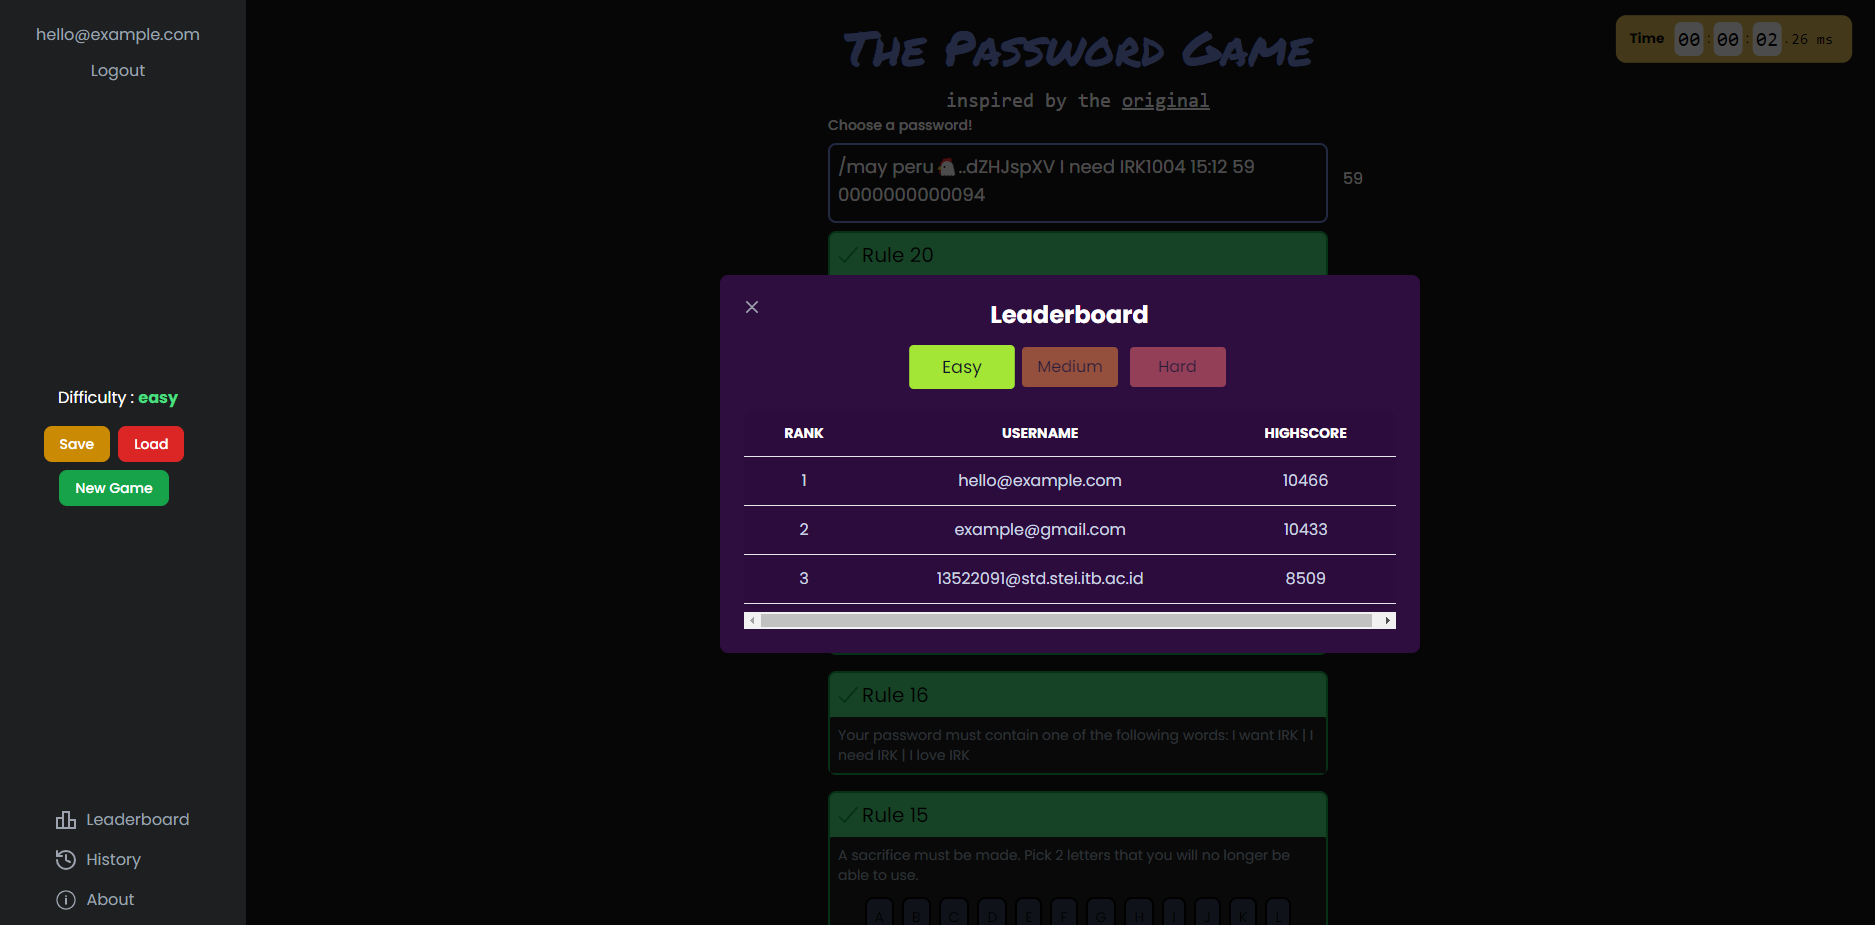 hello@example.com
Logout
Difficulty : easy
Save Load
New Game
Leaderboard
History
About
The Password Game
inspired by the original
Choose a password!
/may peru🐔..dZHJspXV I need IRK1004 15:12 59
0000000000094
59
Time 00 : 00 : 02 . 26 ms
Rule 20
Leaderboard
Easy Medium Hard
RANK USERNAME HIGHSCORE
1 hello@example.com 10466
2 example@gmail.com 10433
3 13522091@std.stei.itb.ac.id 8509
Rule 16
Your password must contain one of the following words: I want IRK | I
need IRK | I love IRK
Rule 15
A sacrifice must be made. Pick 2 letters that you will no longer be
able to use.
A B C D E F G H I J K L